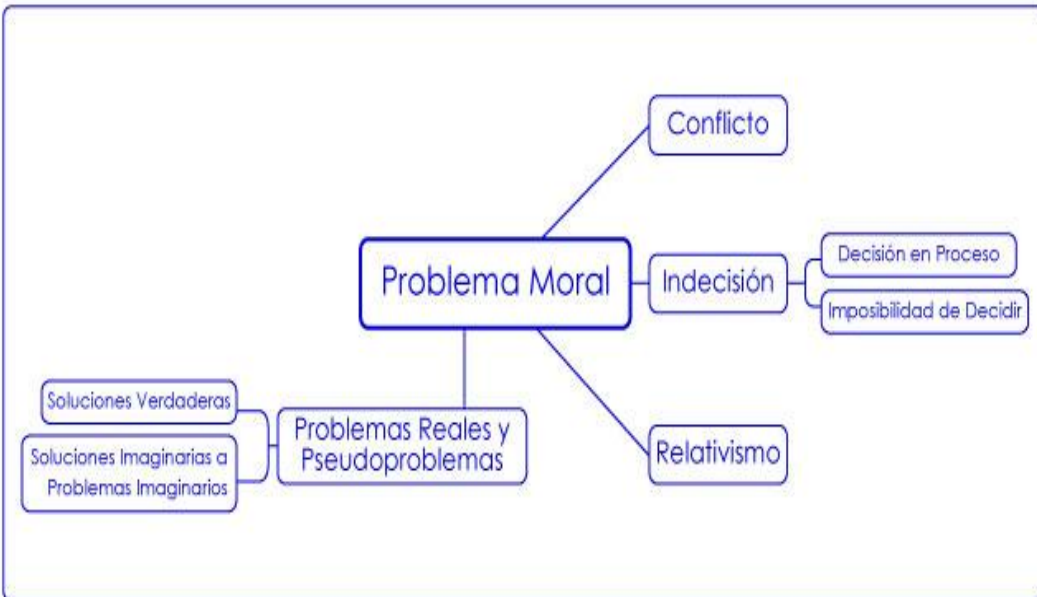 Conflicto
Problema Moral
Indecisión
Decisión en Proceso
Imposibilidad de Decidir
Soluciones Verdaderas
Soluciones Imaginarias a
Problemas Imaginarios
Problemas Reales y
Pseudoproblemas
Relativismo